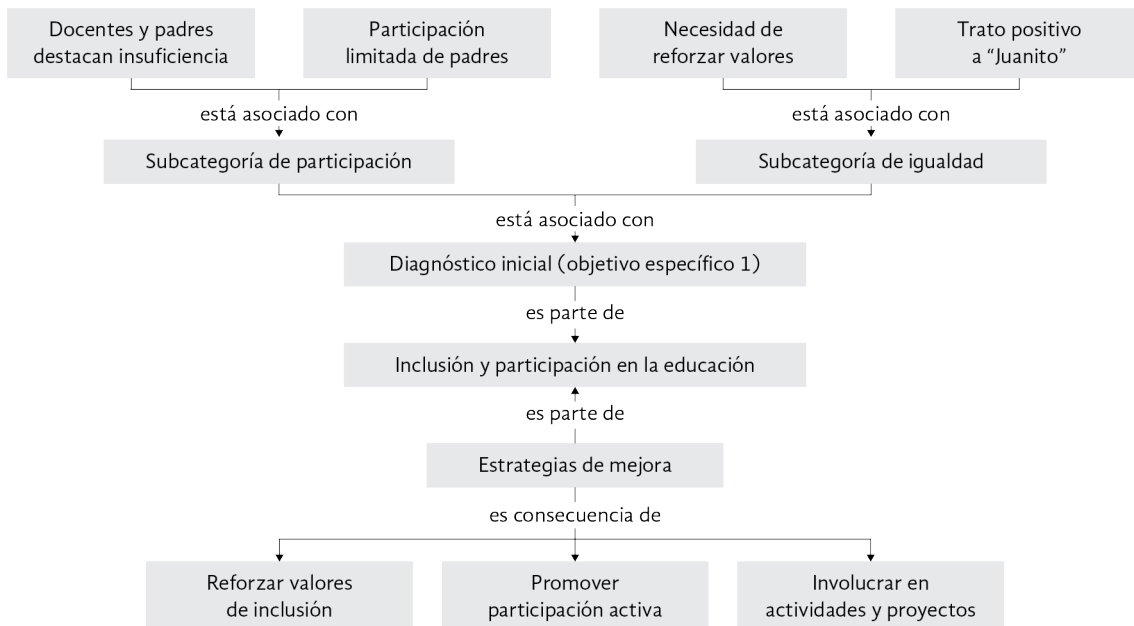 Docentes y padres
destacan insuficiencia
Participación
limitada de padres
Necesidad de
reforzar valores
Trato positivo
a “Juanito”
está asociado con
está asociado con
Subcategoría de participación
Subcategoría de igualdad
está asociado con
Diagnóstico inicial (objetivo específico 1)
es parte de
Inclusión y participación en la educación
es parte de
Estrategias de mejora
es consecuencia de
Reforzar valores
de inclusión
Promover
participación activa
Involucrar en
actividades y proyectos